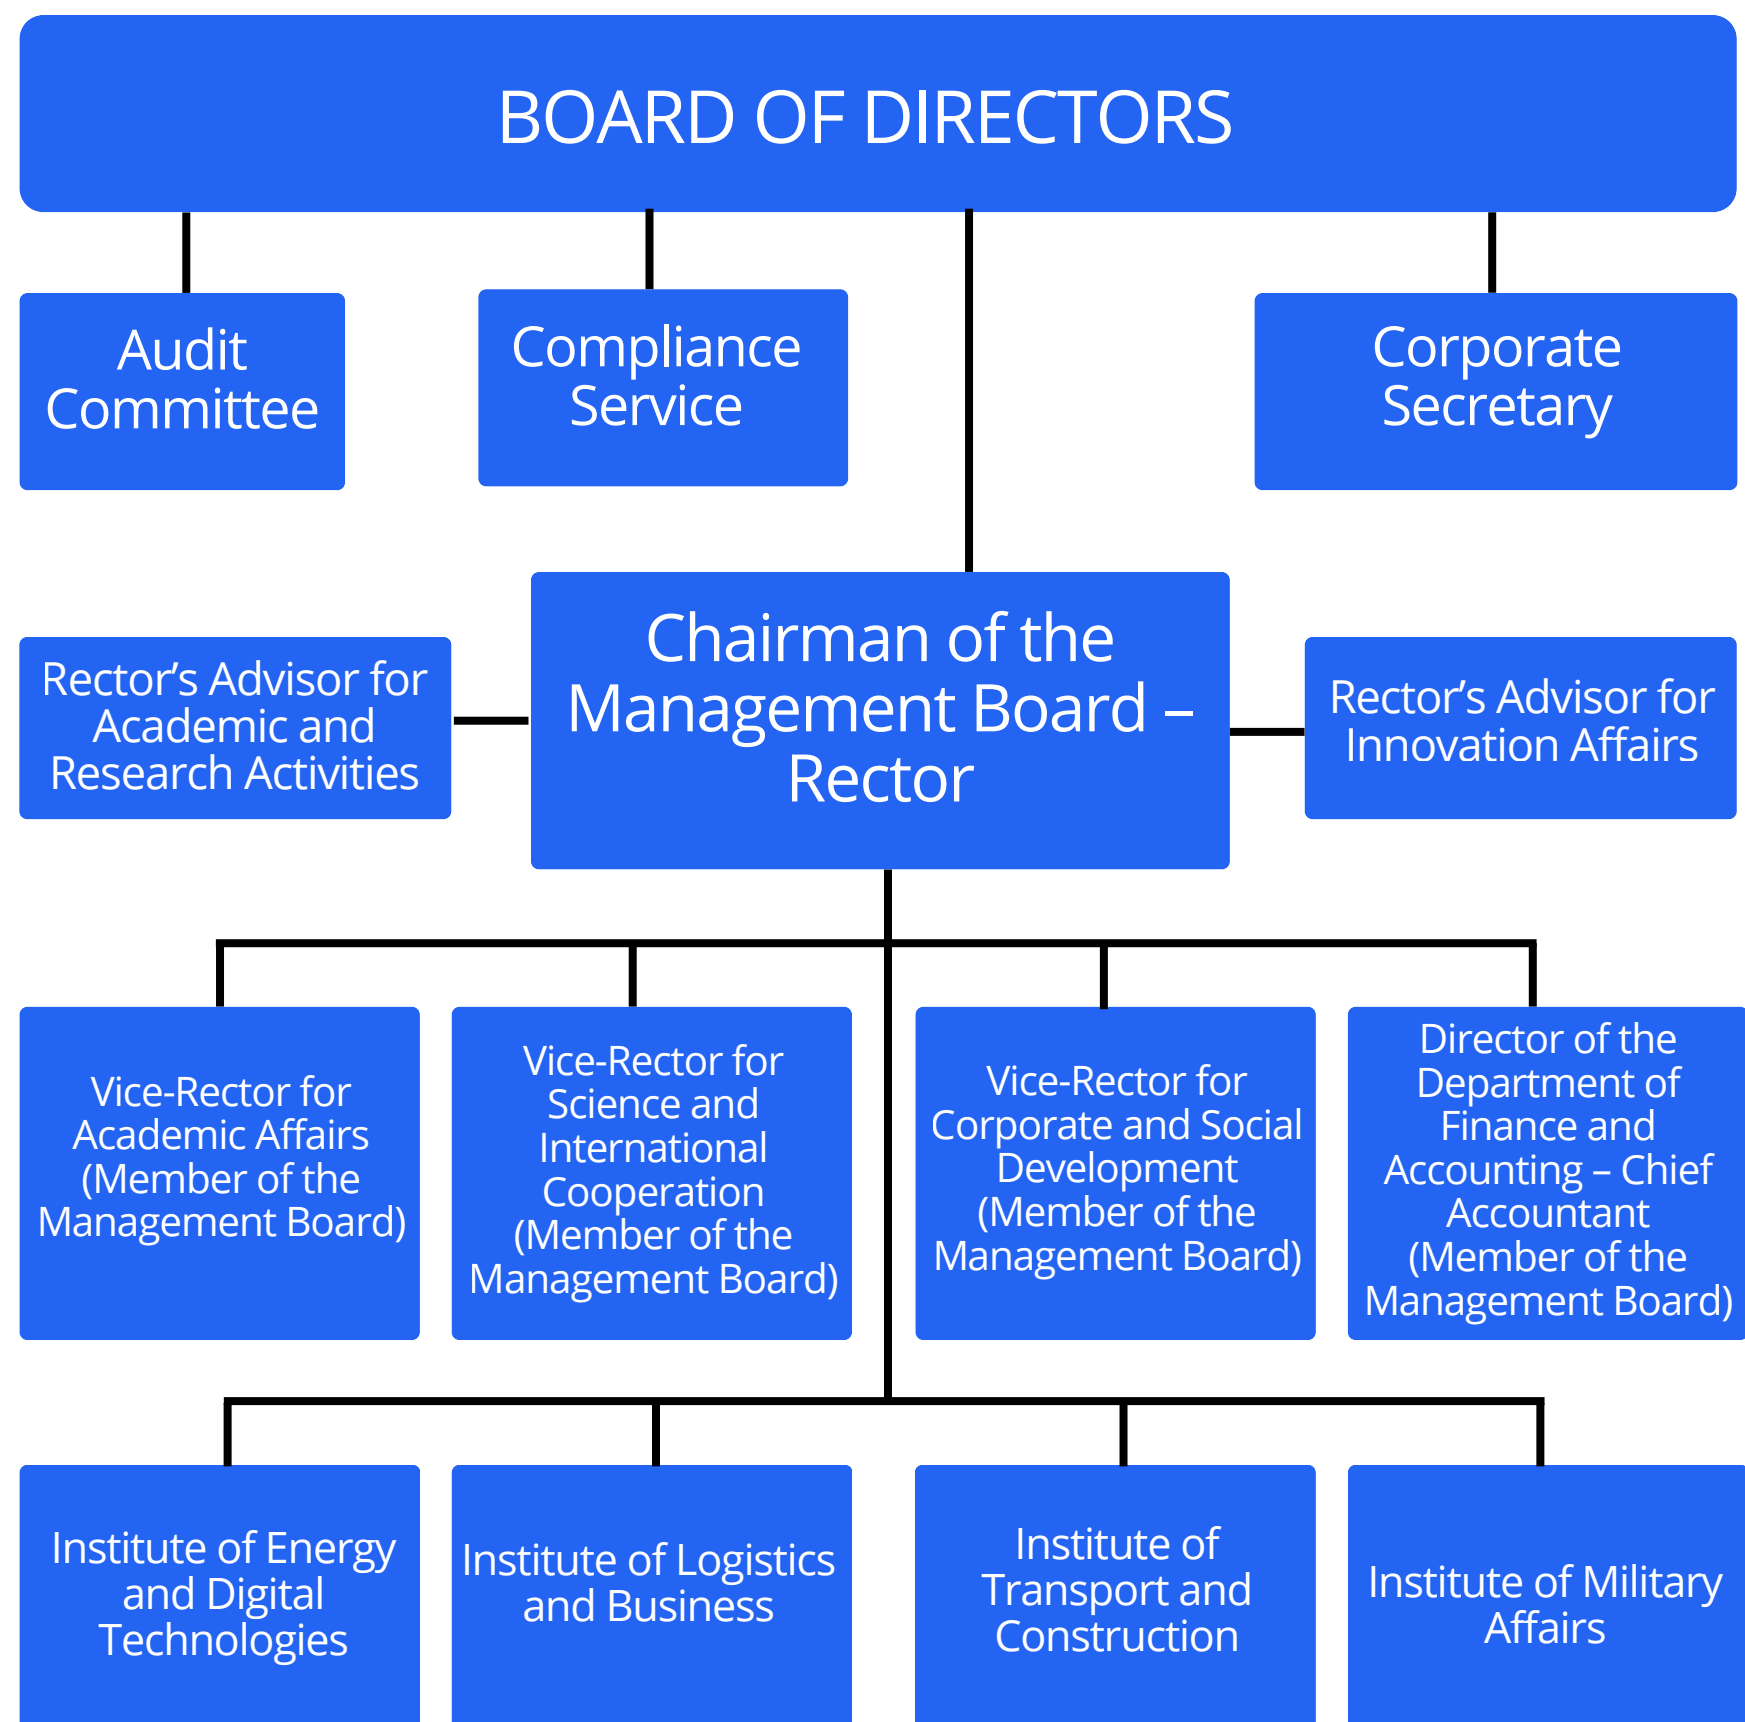 BOARD OF DIRECTORS
Audit
Committee
Compliance
Service
Corporate
Secretary
Chairman of the
Management Board –
Rector
Rector’s Advisor for
Academic and
Research Activities
Rector’s Advisor for
Innovation Affairs
Vice-Rector for
Academic Affairs
(Member of the
Management Board)
Vice-Rector for
Science and
International
Cooperation
(Member of the
Management Board)
Vice-Rector for
Corporate and Social
Development
(Member of the
Management Board)
Director of the
Department of
Finance and
Accounting – Chief
Accountant
(Member of the
Management Board)
Institute of Energy
and Digital
Technologies
Institute of Logistics
and Business
Institute of
Transport and
Construction
Institute of Military
Affairs